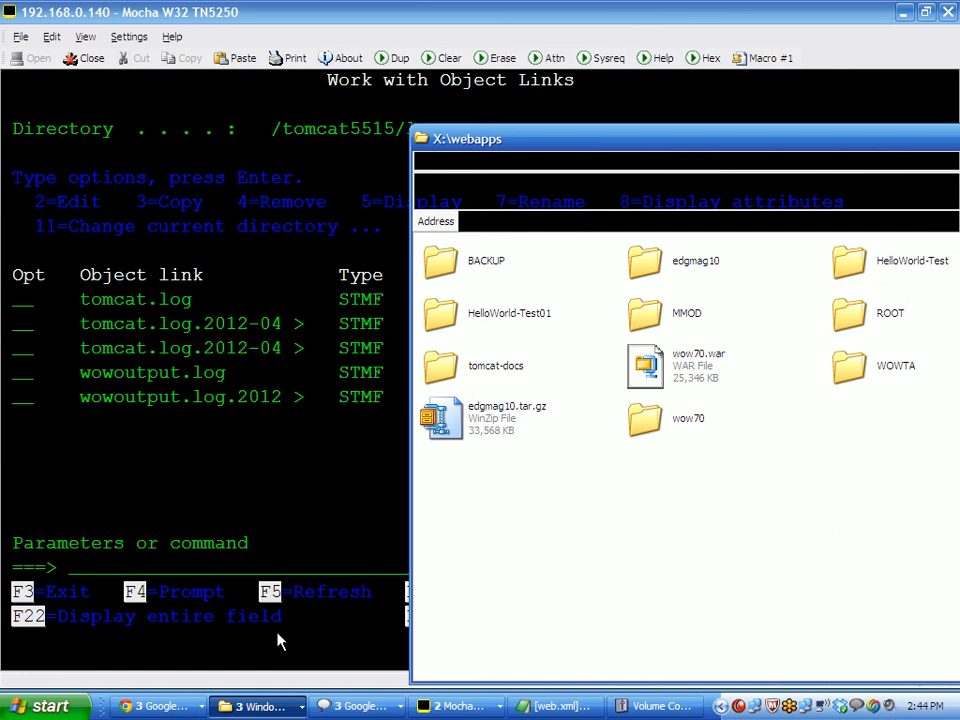 192.168.0.140 - Mocha W32 TN5250
File Edit View Settings Help
Open Close Cut Copy Paste Print About Dup Clear Erase Attn Sysreq Help Hex Macro #1
Work with Object Links
Directory . . . . : /tomcat5515/
X:\webapps
Type options, press Enter.
2=Edit 3=Copy 4=Remove 5=Display 7=Rename 8=Display attributes
11=Change current directory ...
Address
BACKUP edgmag10 HelloWorld-Test
Opt Object link Type
__ tomcat.log STMF
HelloWorld-Test01 MMOD ROOT
__ tomcat.log.2012-04 > STMF
__ tomcat.log.2012-04 > STMF
tomcat-docs wow70.war WOWTA
WAR File
25,346 KB
__ wowoutput.log STMF
__ wowoutput.log.2012 > STMF
edgmag10.tar.gz wow70
WinZip File
33,568 KB
Parameters or command
===>
F3=Exit F4=Prompt F5=Refresh
F22=Display entire field
start 3 Google... 3 Windo... 3 Google... 2 Mocha... [web.xml]... Volume Co... 2:44 PM